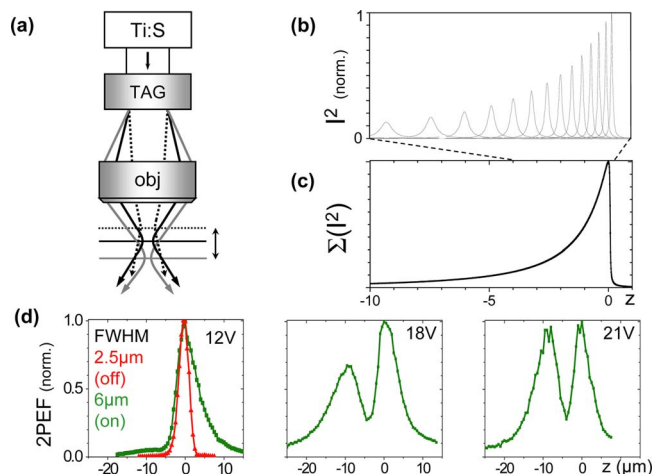 (a)
Ti:S
TAG
obj
(b)
I² (norm.)
1
0
(c)
Σ(I²)
-10
-5
0
z
(d)
2PEF (norm.)
1.0
0.5
0.0
FWHM
12V
2.5µm
(off)
6µm
(on)
-20
-10
0
10
18V
-20
-10
0
10
21V
-20
-10
0
z (µm)